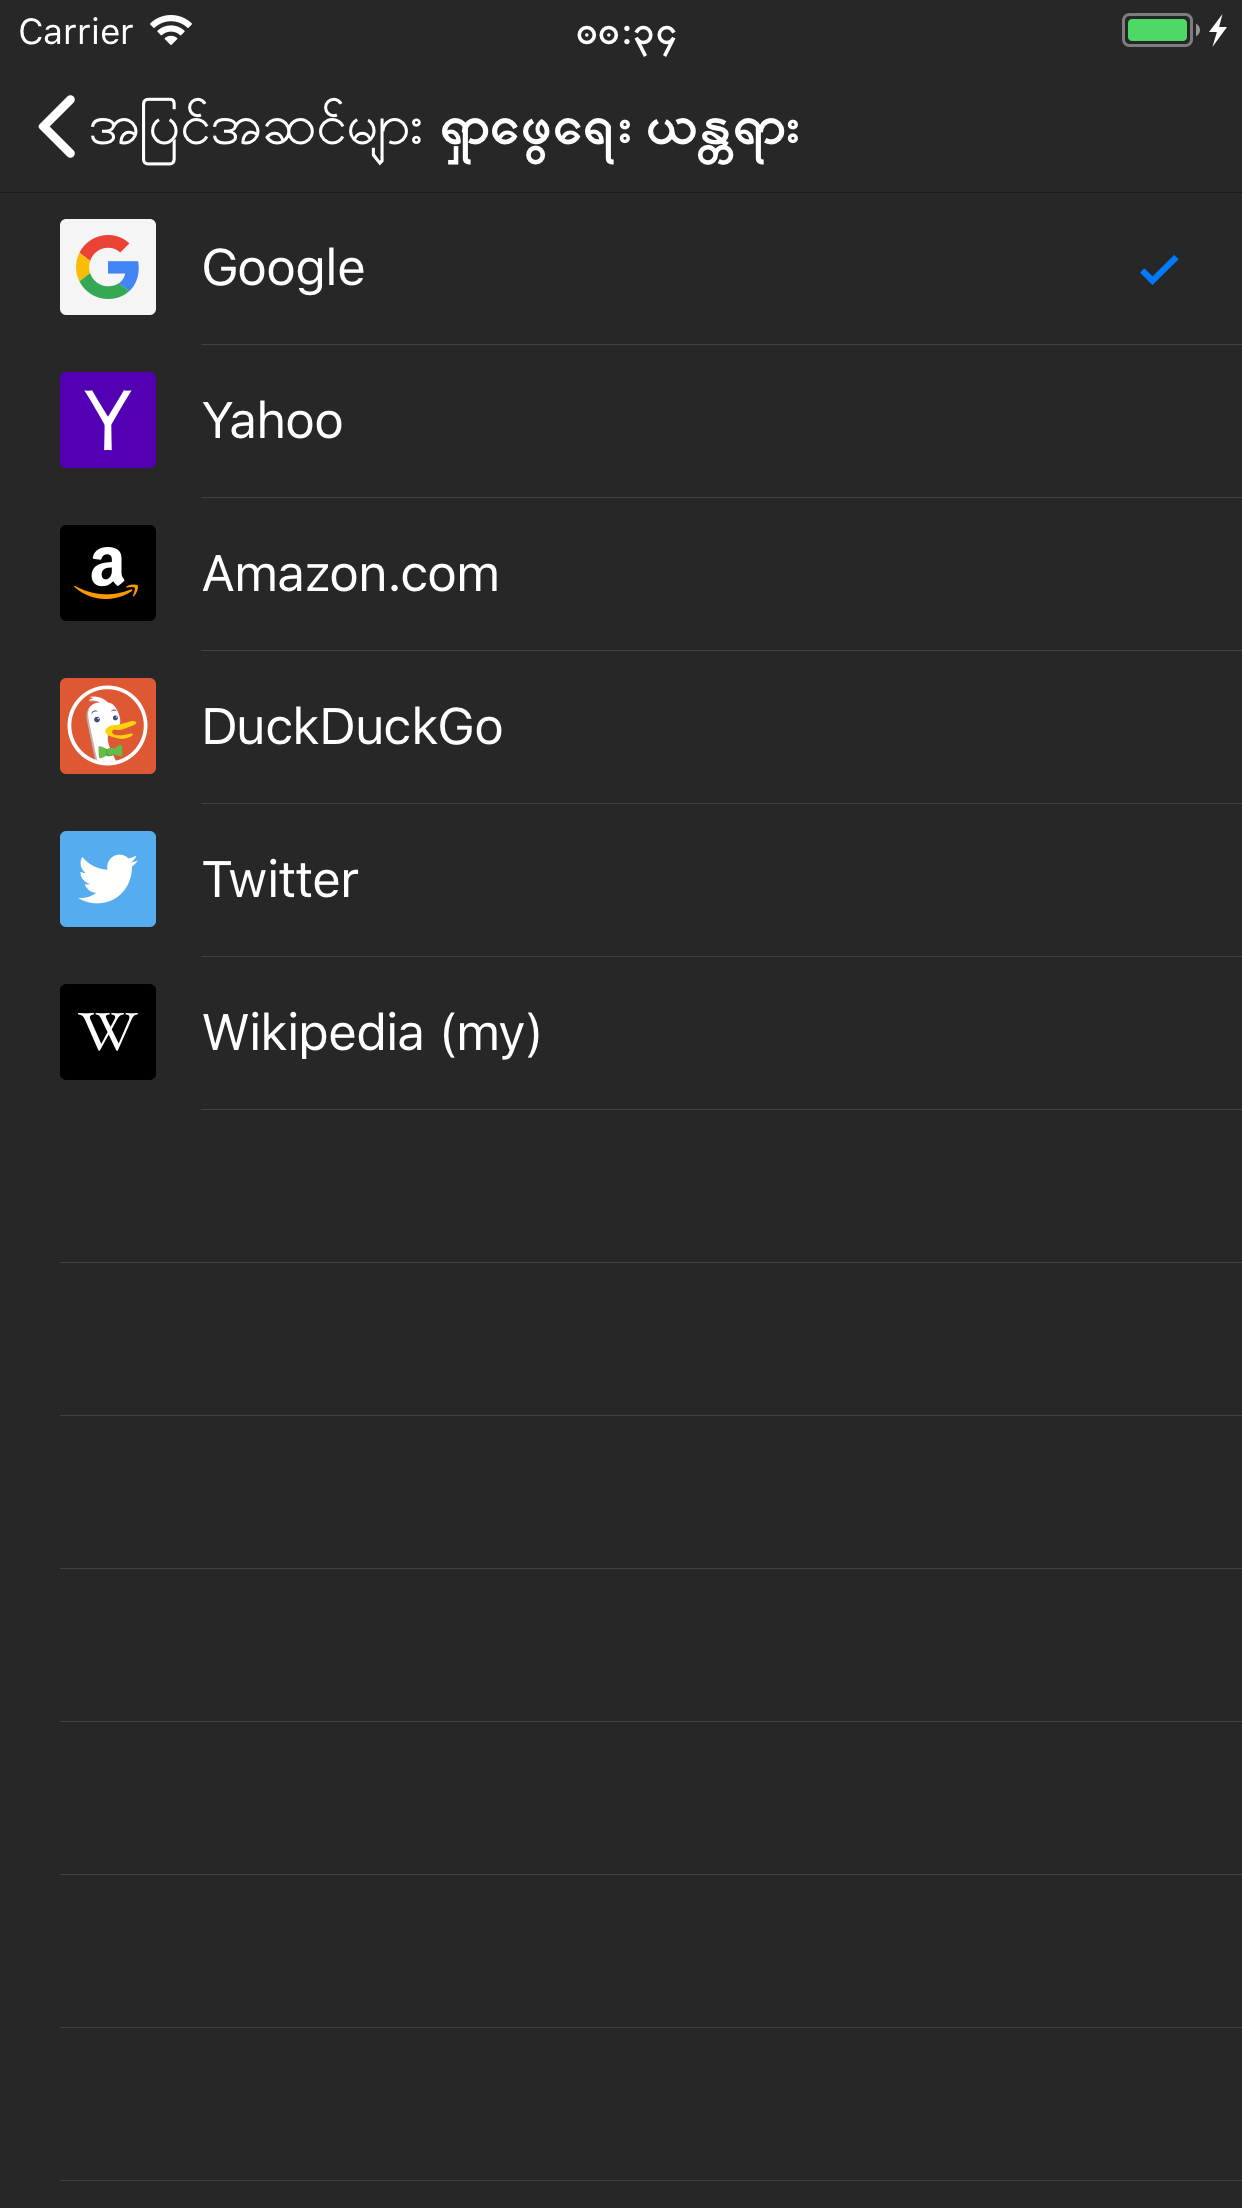 Carrier ၀၀:၃၄
အပြင်အဆင်များ ရှာဖွေရေး ယန္တရား
Google
Yahoo
Amazon.com
DuckDuckGo
Twitter
Wikipedia (my)